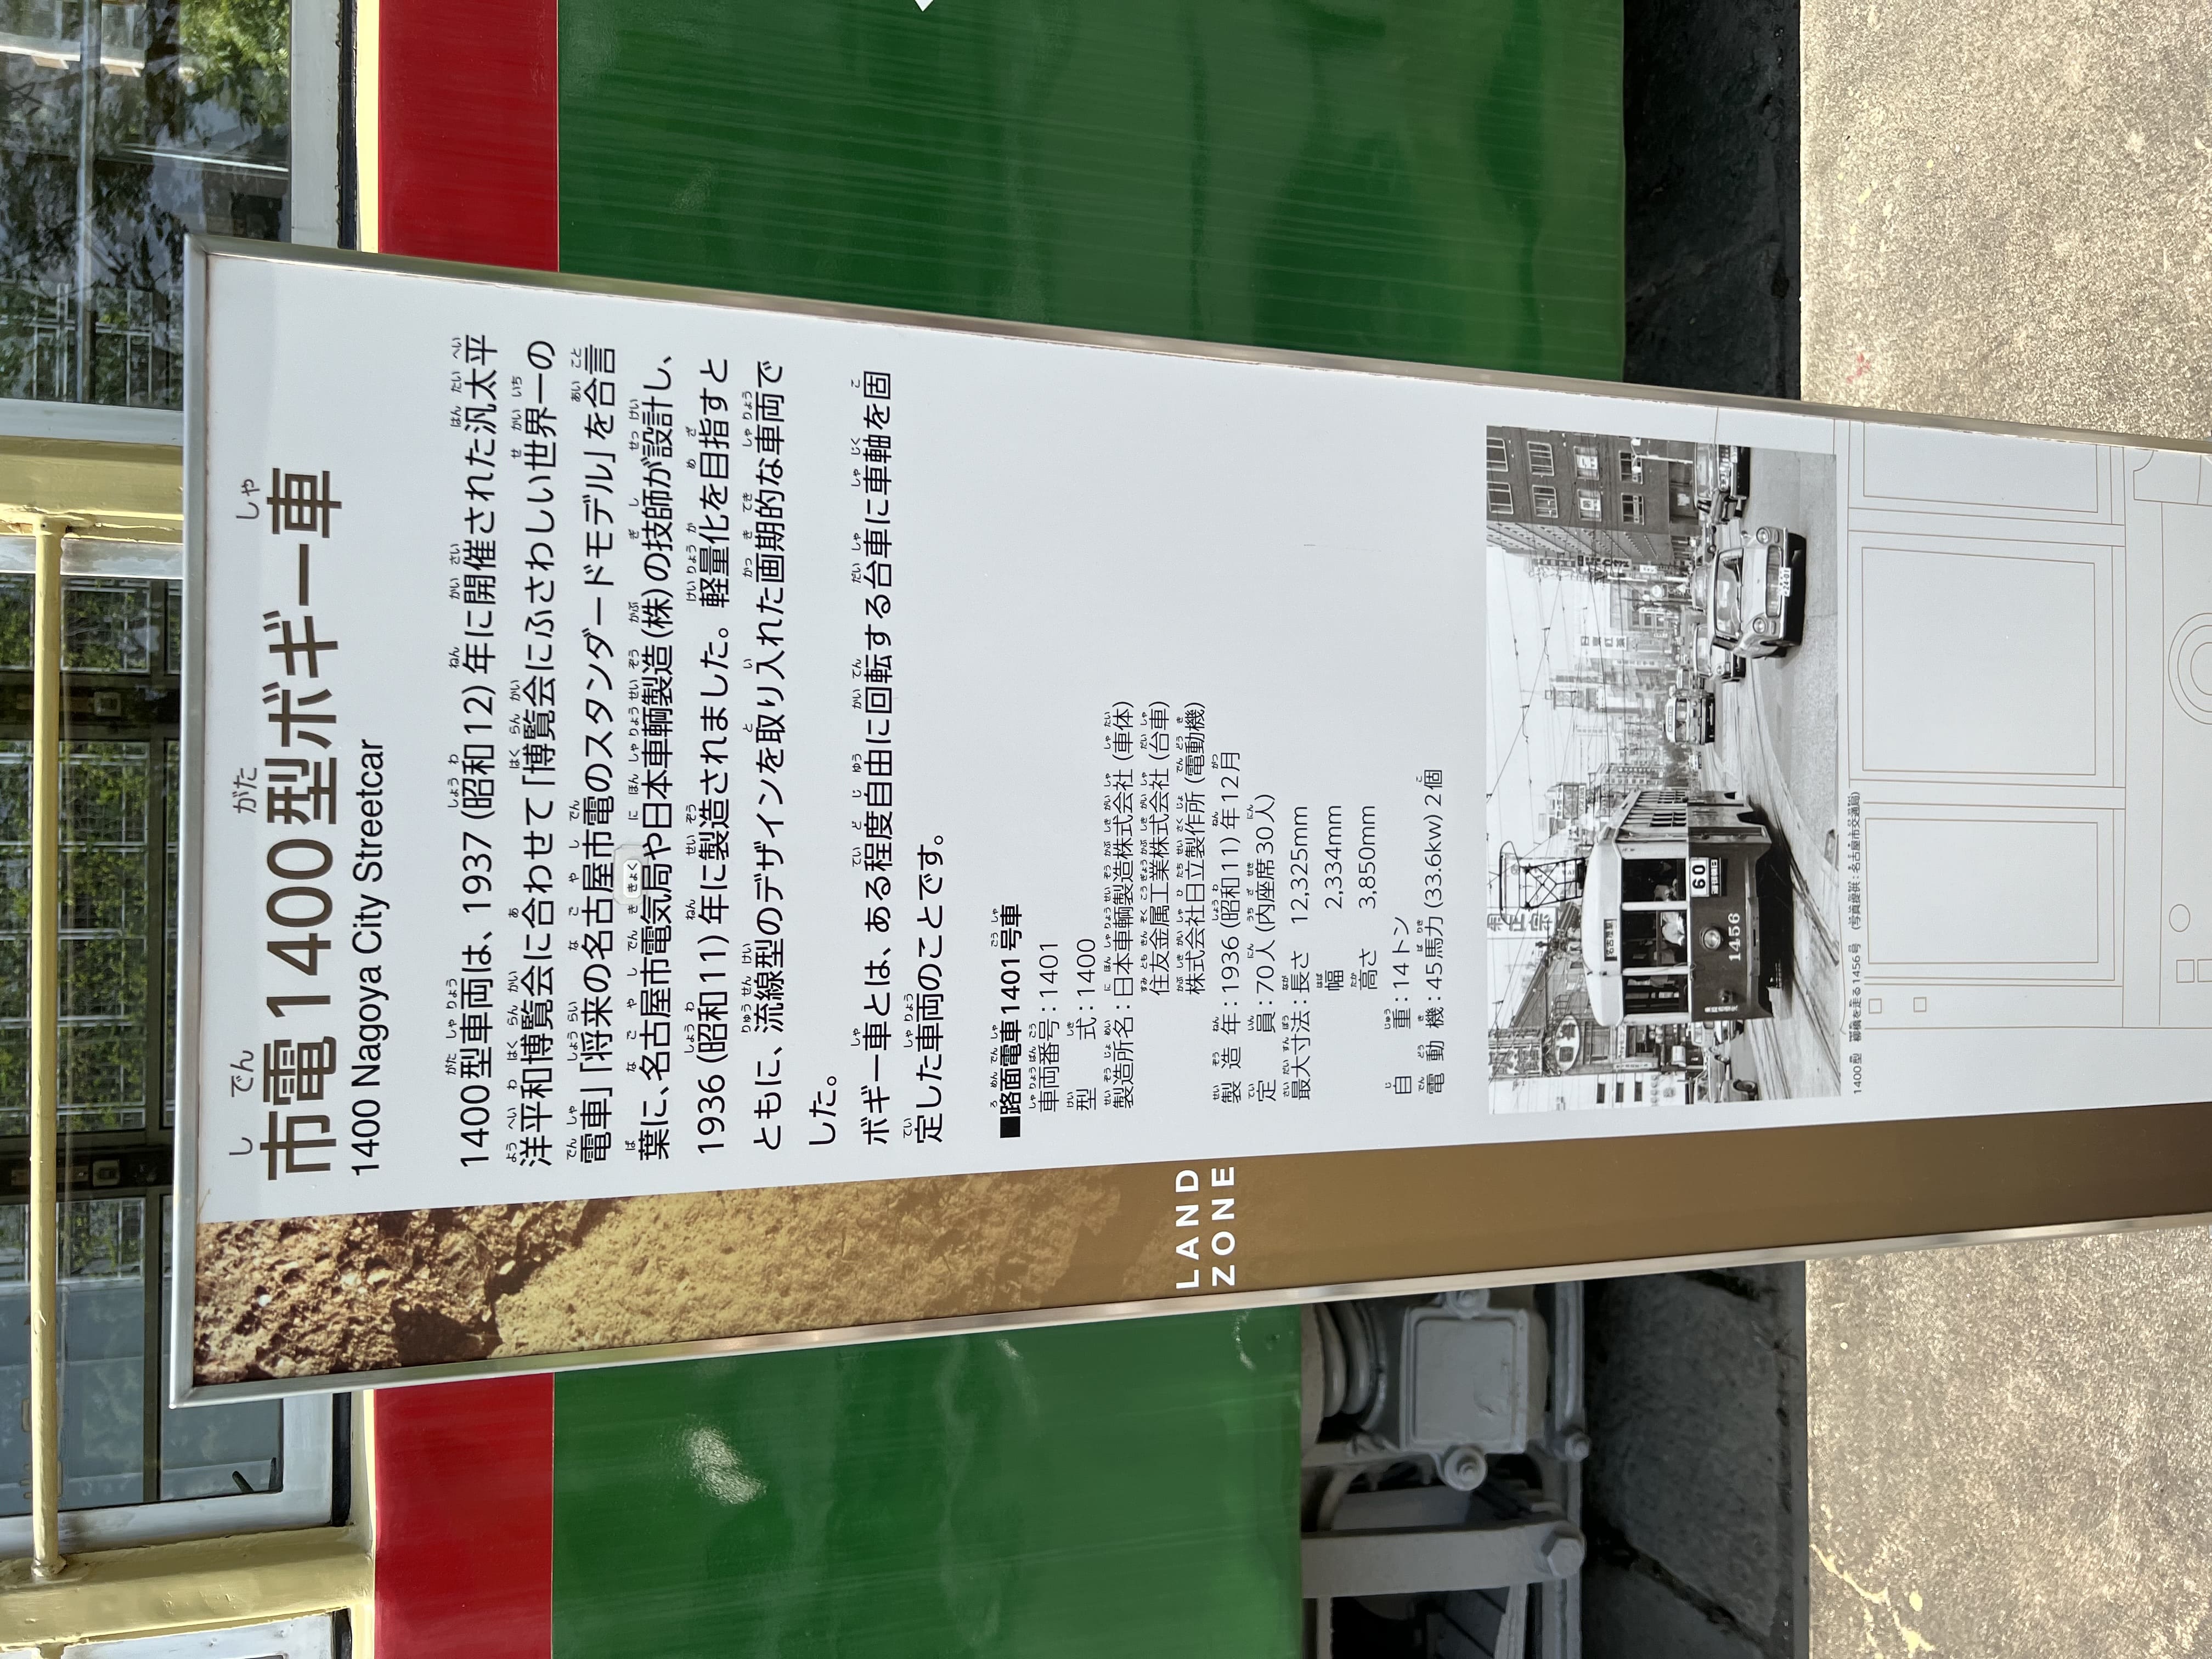 市電1400型ボギー車
1400 Nagoya City Streetcar
1400型車両は、1937(昭和12)年に開催された汎太平
洋平和博覧会に合わせて「博覧会にふさわしい世界一の
電車」「将来の名古屋市電のスタンダードモデル」を合言
葉に、名古屋市電気局や日本車輌製造(株)の技師が設計し、
1936(昭和11)年に製造されました。軽量化を目指すと
ともに、流線型のデザインを取り入れた画期的な車両で
した。
ボギー車とは、ある程度自由に回転する台車に車軸を固
定した車両のことです。
■路面電車1401号車
車両番号:1401
型 式:1400
製造所名:日本車輌製造株式会社(車体)
住友金属工業株式会社(台車)
株式会社日立製作所(電動機)
製造年:1936(昭和11)年12月
定 員:70人(内座席30人)
最大寸法:長さ 12,325mm
幅 2,334mm
高さ 3,850mm
自 重:14トン
電動機:45馬力(33.6kw)2個
LAND
ZONE
名古屋駅
60
1456
24-01
1400型 柳橋を走る1456号 (写真提供:名古屋市交通局)